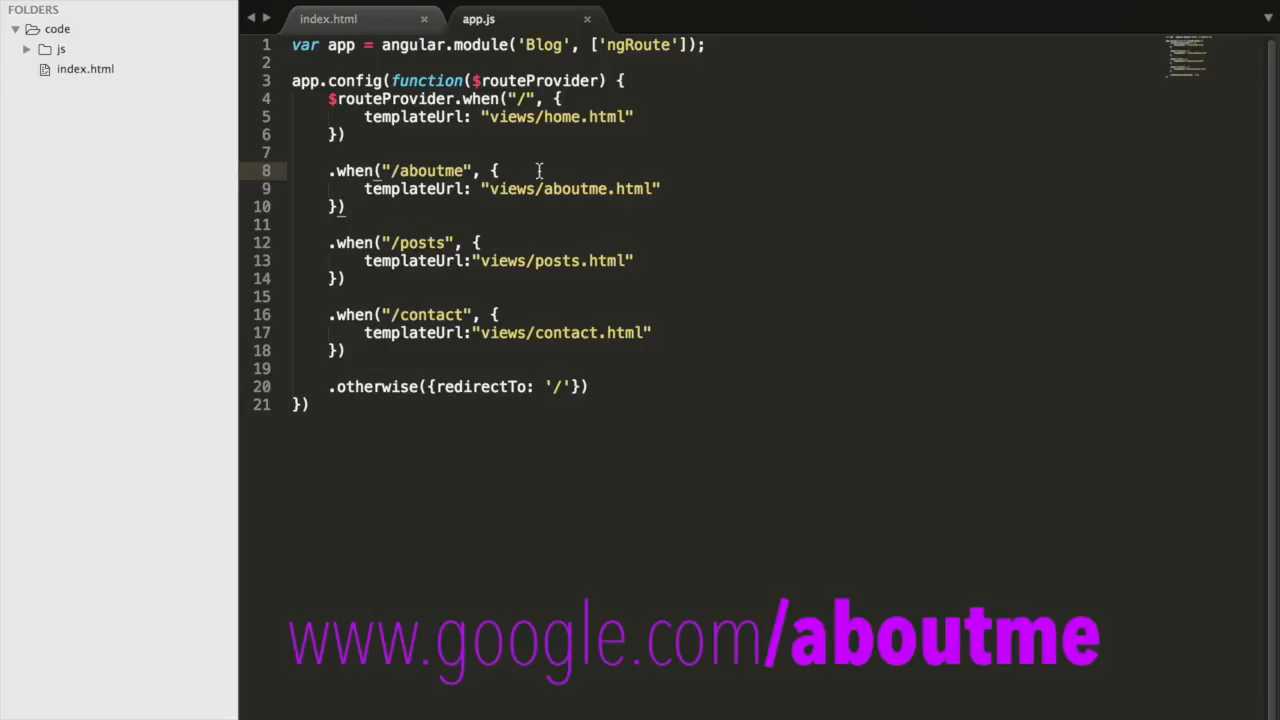 FOLDERS
code
js
index.html
index.html
app.js
1 var app = angular.module('Blog', ['ngRoute']);
2
3 app.config(function($routeProvider) {
4 $routeProvider.when("/", {
5 templateUrl: "views/home.html"
6 })
7
8 .when("/aboutme", {
9 templateUrl: "views/aboutme.html"
10 })
11
12 .when("/posts", {
13 templateUrl:"views/posts.html"
14 })
15
16 .when("/contact", {
17 templateUrl:"views/contact.html"
18 })
19
20 .otherwise({redirectTo: '/'})
21 })
www.google.com/aboutme